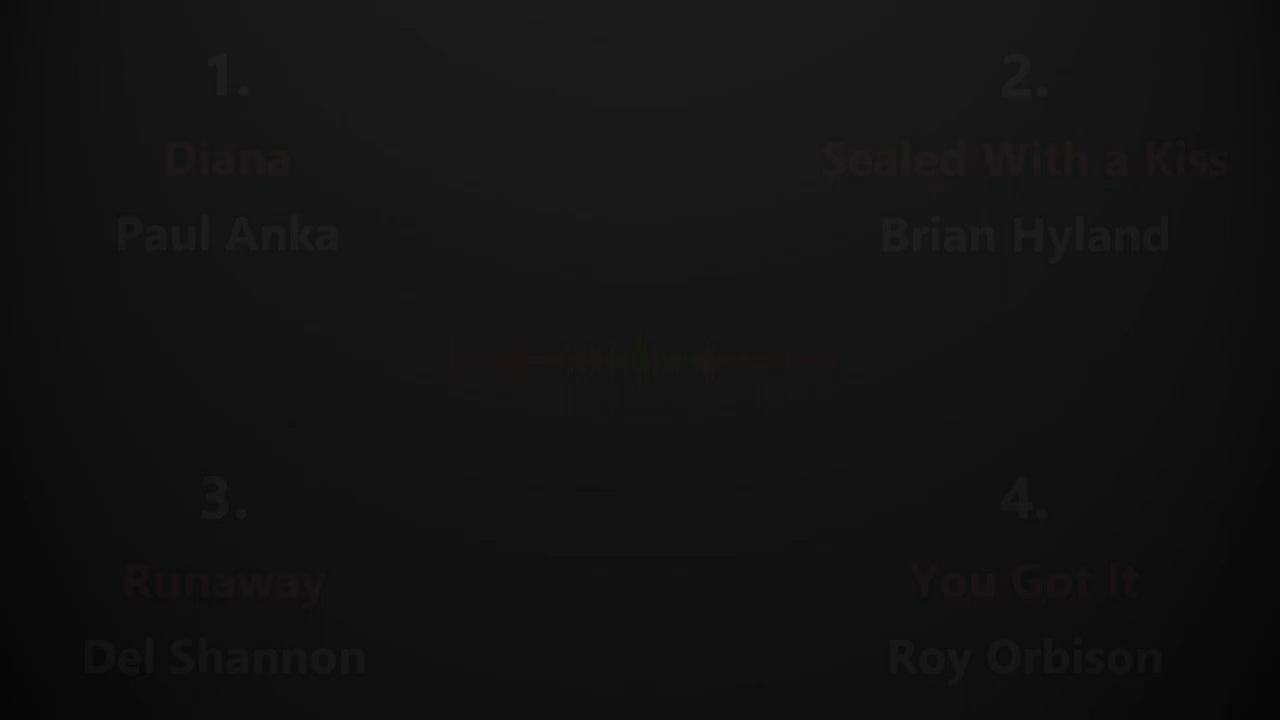 1.
Diana
Paul Anka
2.
Sealed With a Kiss
Brian Hyland
3.
Runaway
Del Shannon
4.
You Got It
Roy Orbison